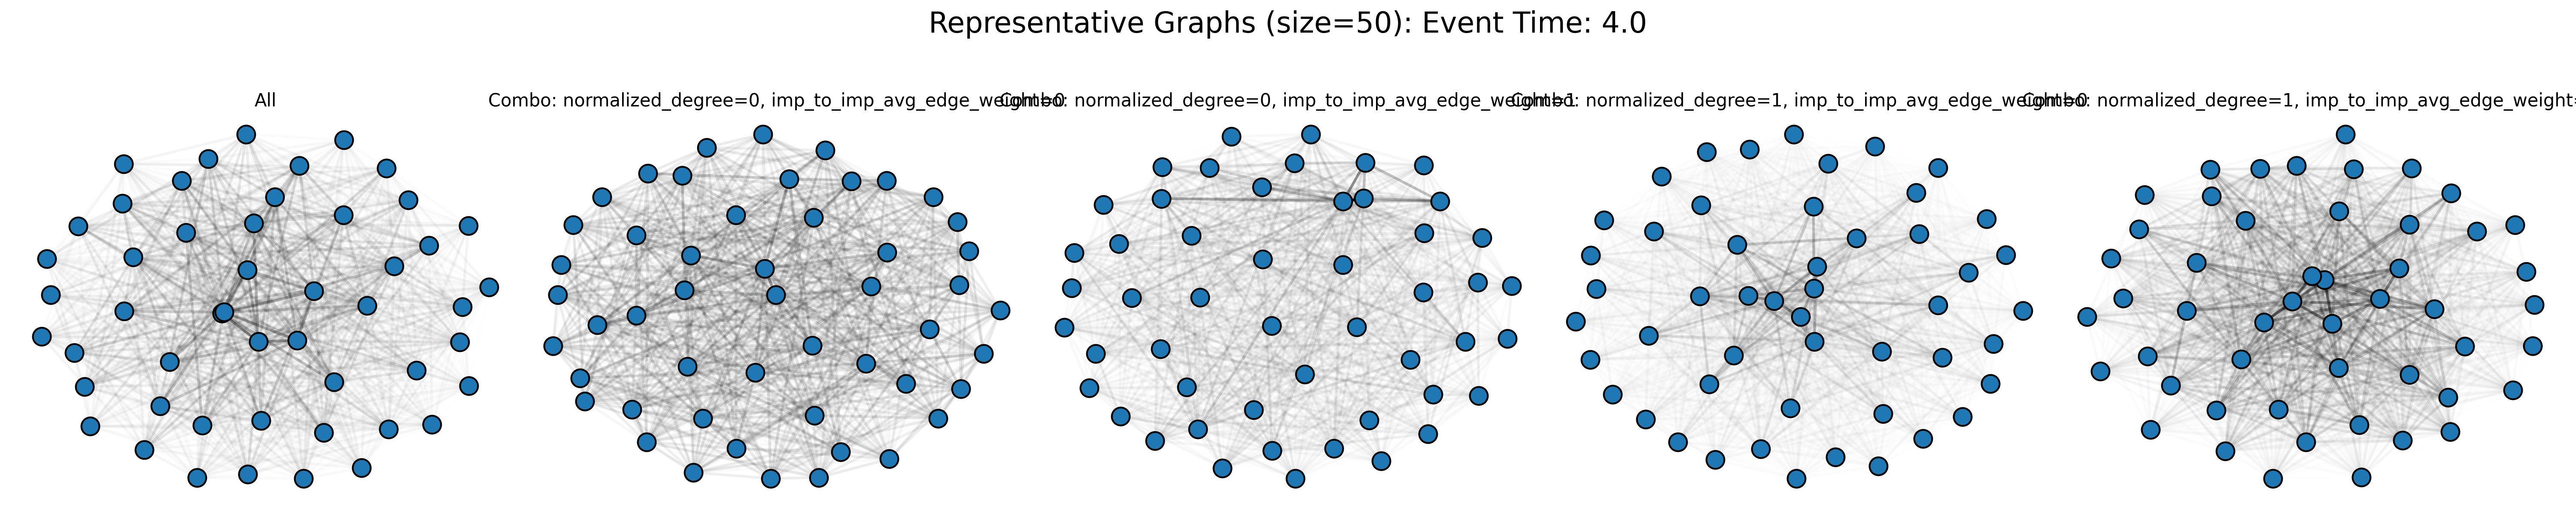 Representative Graphs (size=50): Event Time: 4.0
All
Combo: normalized_degree=0, imp_to_imp_avg_edge_weight=0
Combo: normalized_degree=0, imp_to_imp_avg_edge_weight=1
Combo: normalized_degree=1, imp_to_imp_avg_edge_weight=0
Combo: normalized_degree=1, imp_to_imp_avg_edge_weight=